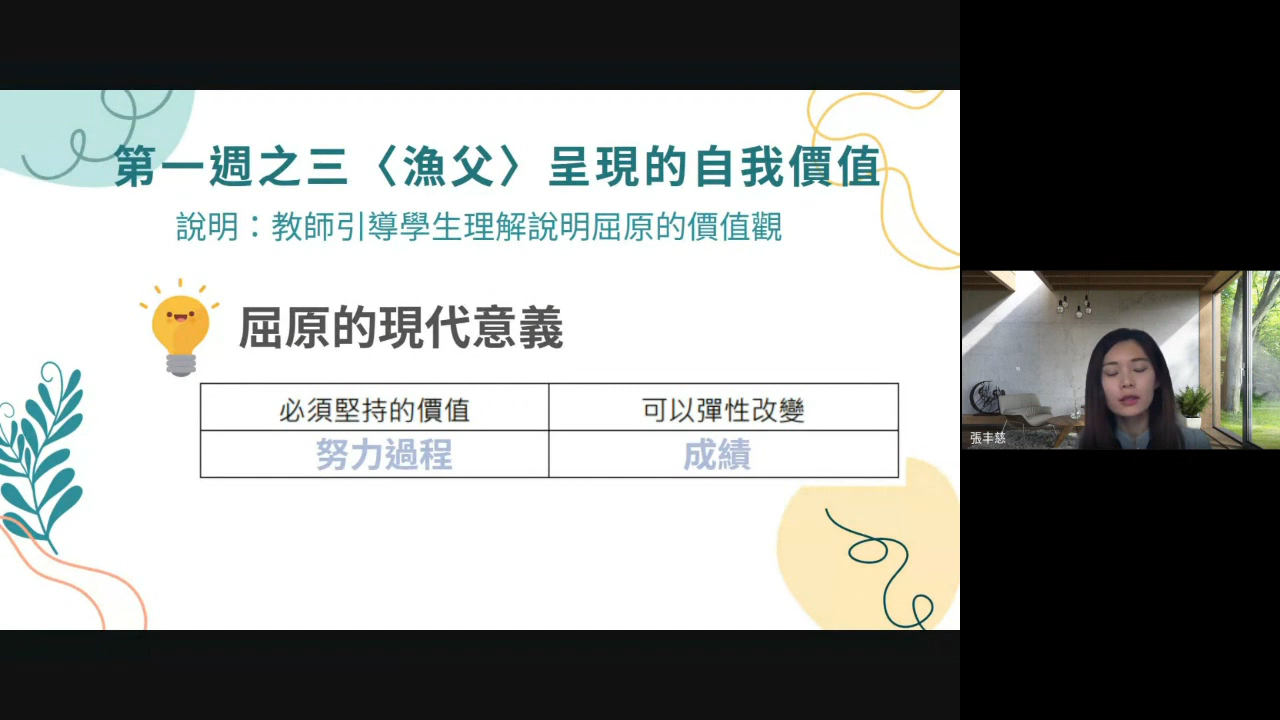 第一週之三〈漁父〉呈現的自我價值
說明：教師引導學生理解說明屈原的價值觀
屈原的現代意義
必須堅持的價值 可以彈性改變
努力過程 成績
張丰慈